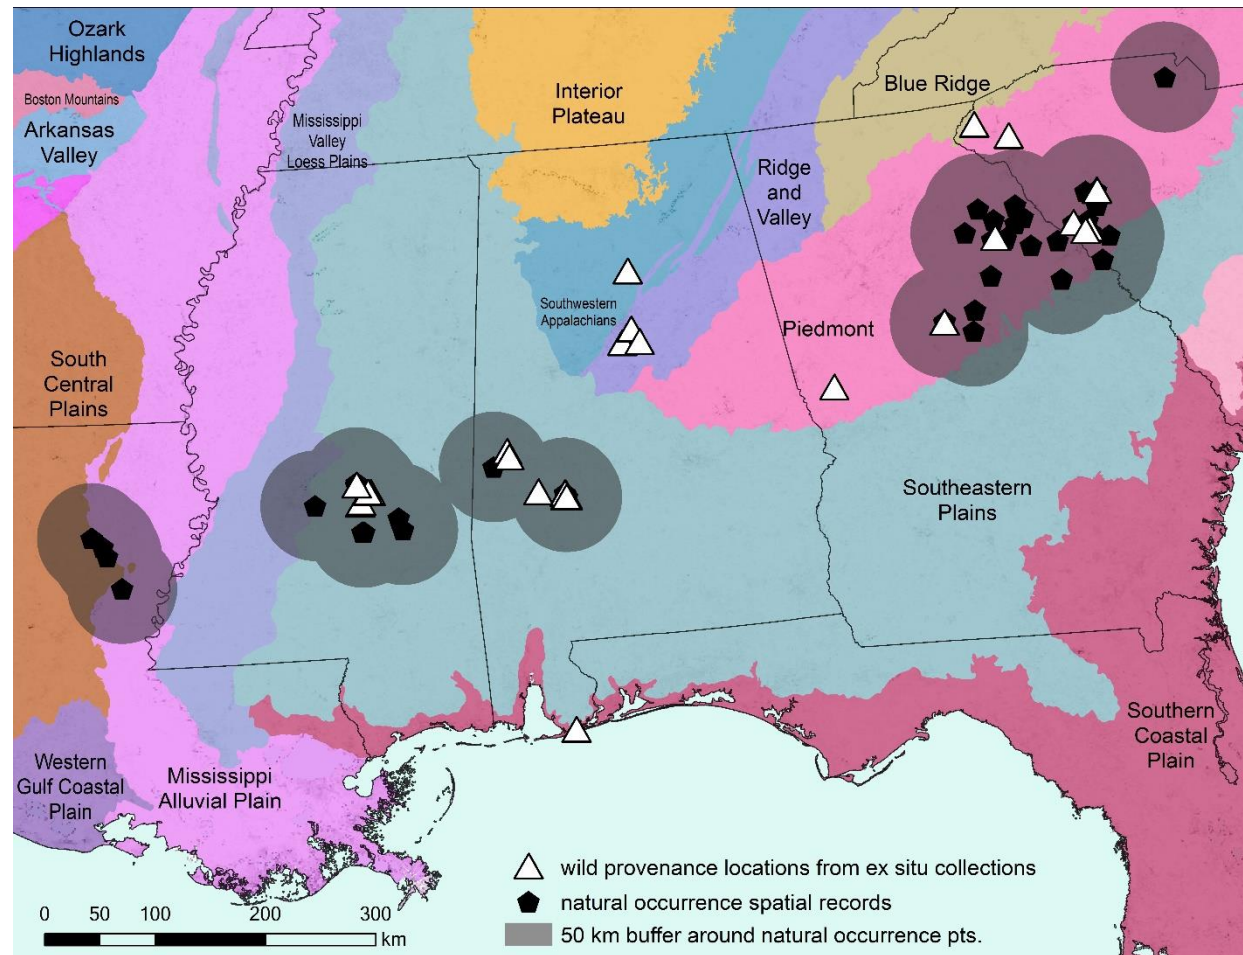 Ozark
Highlands
Boston Mountains
Arkansas
Valley
Mississippi
Valley
Loess Plains
Interior
Plateau
Blue Ridge
Ridge
and
Valley
Southwestern
Appalachians
Piedmont
South
Central
Plains
Southeastern
Plains
Western
Gulf Coastal
Plain
Mississippi
Alluvial Plain
Southern
Coastal
Plain
wild provenance locations from ex situ collections
natural occurrence spatial records
50 km buffer around natural occurrence pts.
0 50 100 200 300
km